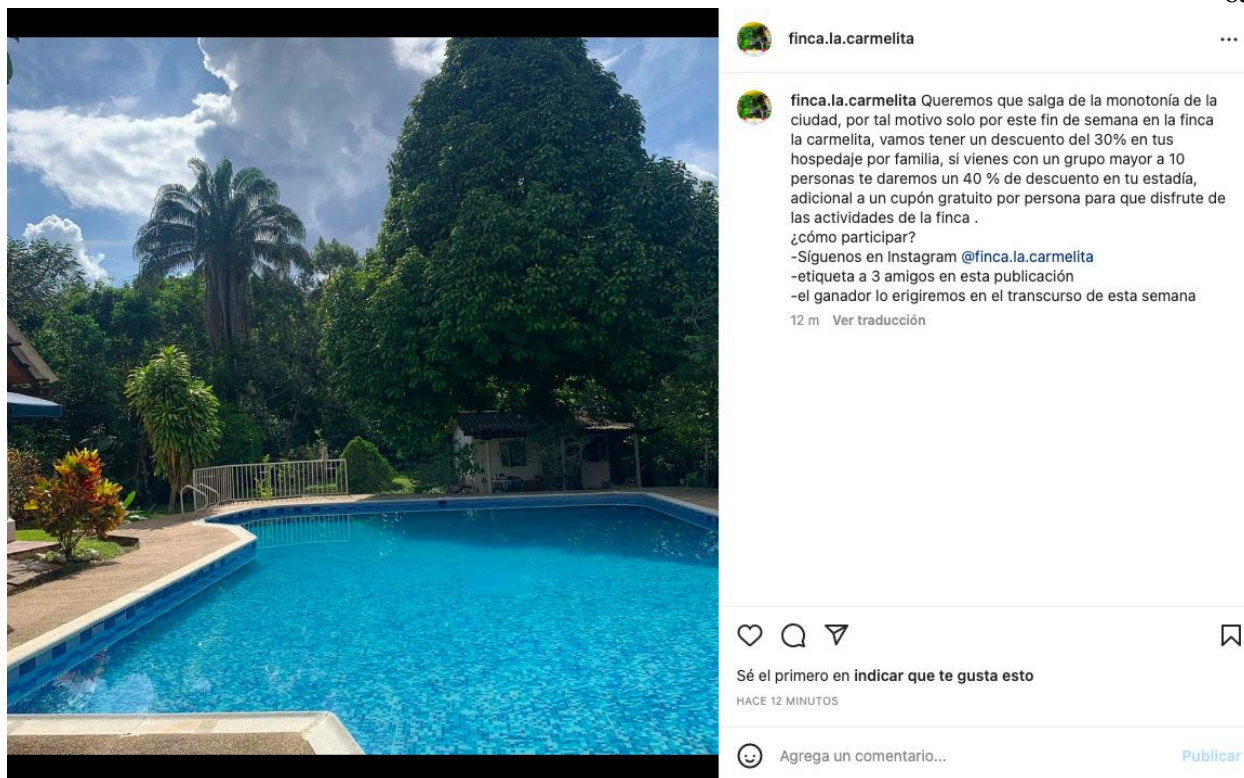 finca.la.carmelita
finca.la.carmelita Queremos que salga de la monotonía de la
ciudad, por tal motivo solo por este fin de semana en la finca
la carmelita, vamos tener un descuento del 30% en tus
hospedaje por familia, si vienes con un grupo mayor a 10
personas te daremos un 40 % de descuento en tu estadía,
adicional a un cupón gratuito por persona para que disfrute de
las actividades de la finca .
¿cómo participar?
-Síguenos en Instagram @finca.la.carmelita
-etiqueta a 3 amigos en esta publicación
-el ganador lo erigiremos en el transcurso de esta semana
12 m Ver traducción
Sé el primero en indicar que te gusta esto
HACE 12 MINUTOS
Agrega un comentario... Publicar